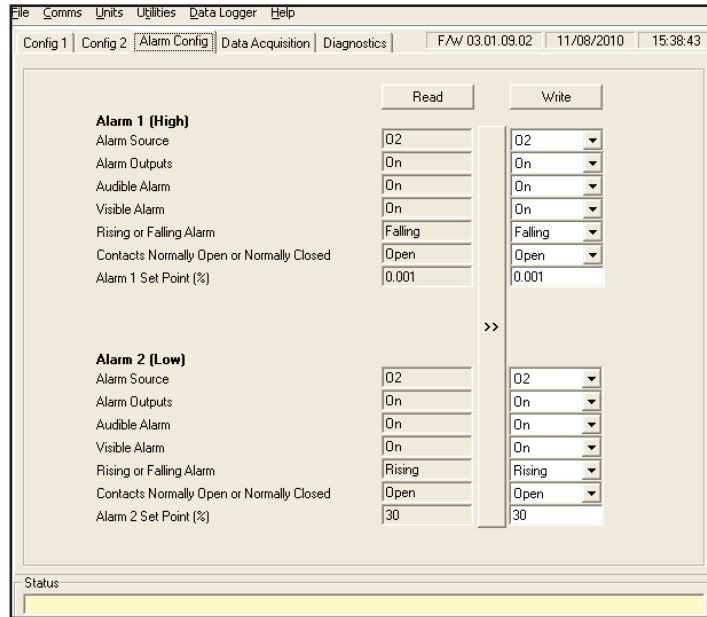 File Comms Units Utilities Data Logger Help
Config 1 Config 2 Alarm Config Data Acquisition Diagnostics F/W 03.01.09.02 11/08/2010 15:38:43
Read Write
Alarm 1 (High)
Alarm Source O2 O2
Alarm Outputs On On
Audible Alarm On On
Visible Alarm On On
Rising or Falling Alarm Falling Falling
Contacts Normally Open or Normally Closed Open Open
Alarm 1 Set Point (%) 0.001 0.001
>>
Alarm 2 (Low)
Alarm Source O2 O2
Alarm Outputs On On
Audible Alarm On On
Visible Alarm On On
Rising or Falling Alarm Rising Rising
Contacts Normally Open or Normally Closed Open Open
Alarm 2 Set Point (%) 30 30
Status